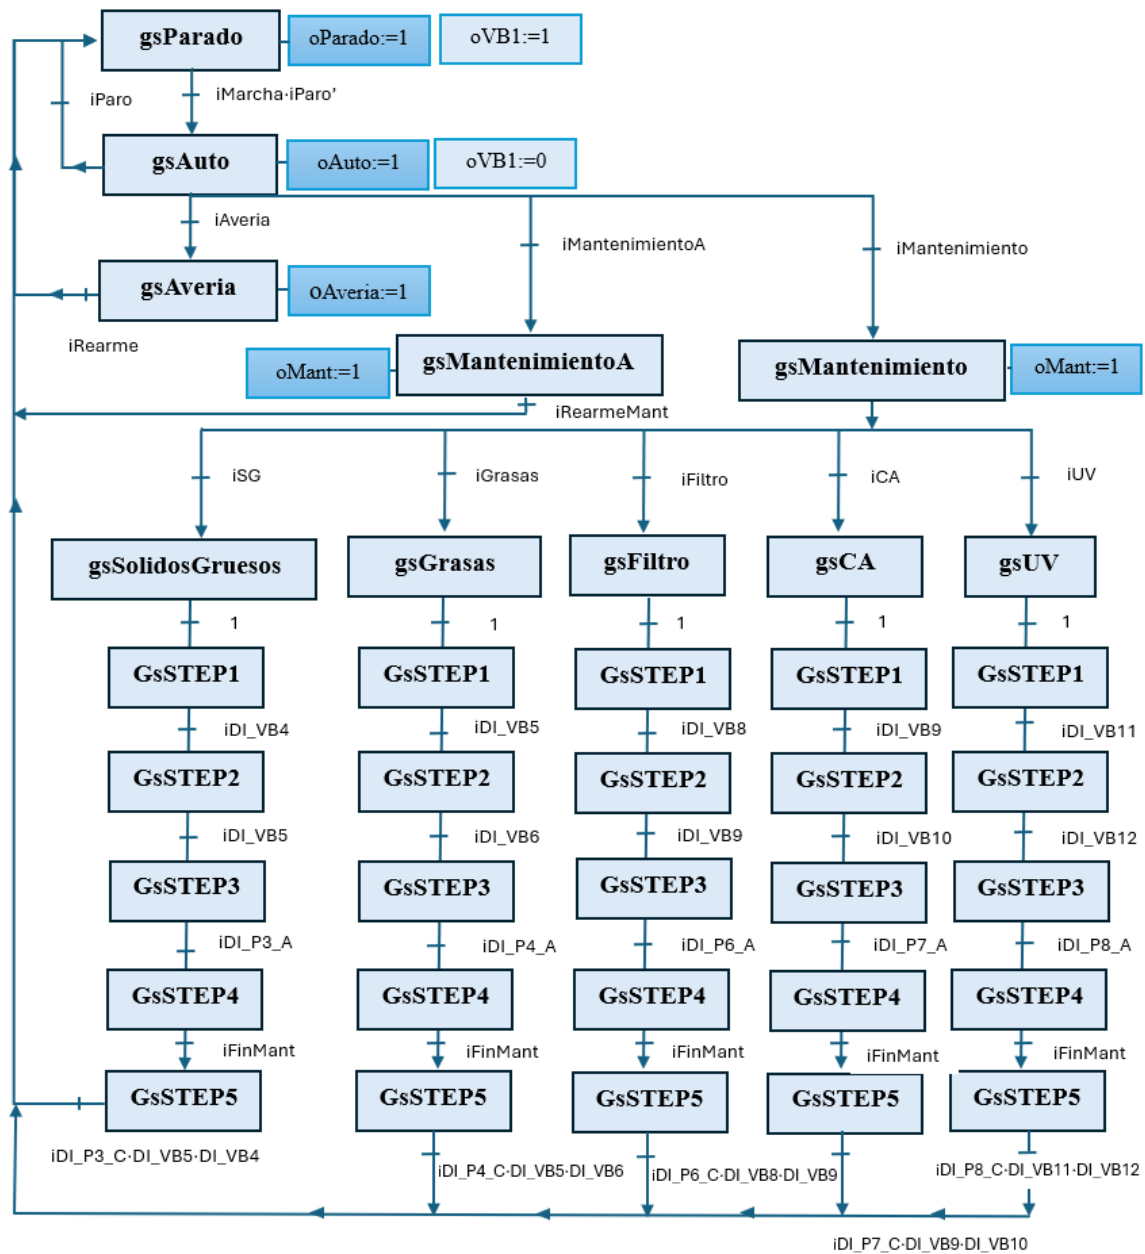 gsParado
oParado:=1
oVB1:=1
iParo
iMarcha·iParo’
gsAuto
oAuto:=1
oVB1:=0
iAveria
iMantenimientoA
iMantenimiento
gsAveria
oAveria:=1
iRearme
oMant:=1
gsMantenimientoA
gsMantenimiento
oMant:=1
iRearmeMant
iSG
iGrasas
iFiltro
iCA
iUV
gsSolidosGruesos
gsGrasas
gsFiltro
gsCA
gsUV
1
1
1
1
1
GsSTEP1
GsSTEP1
GsSTEP1
GsSTEP1
GsSTEP1
iDI_VB4
iDI_VB5
iDI_VB8
iDI_VB9
iDI_VB11
GsSTEP2
GsSTEP2
GsSTEP2
GsSTEP2
GsSTEP2
iDI_VB5
iDI_VB6
iDI_VB9
iDI_VB10
iDI_VB12
GsSTEP3
GsSTEP3
GsSTEP3
GsSTEP3
GsSTEP3
iDI_P3_A
iDI_P4_A
iDI_P6_A
iDI_P7_A
iDI_P8_A
GsSTEP4
GsSTEP4
GsSTEP4
GsSTEP4
GsSTEP4
iFinMant
iFinMant
iFinMant
iFinMant
iFinMant
GsSTEP5
GsSTEP5
GsSTEP5
GsSTEP5
GsSTEP5
iDI_P3_C·DI_VB5·DI_VB4
iDI_P4_C·DI_VB5·DI_VB6
iDI_P6_C·DI_VB8·DI_VB9
iDI_P8_C·DI_VB11·DI_VB12
iDI_P7_C·DI_VB9·DI_VB10